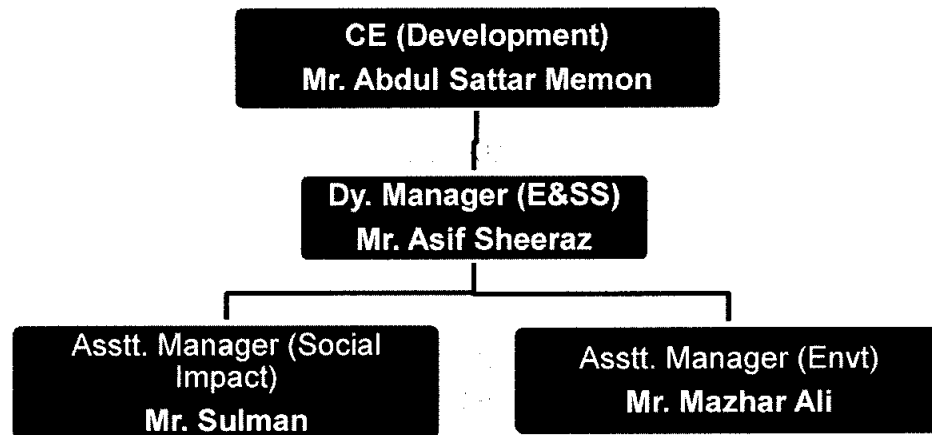 CE (Development)
Mr. Abdul Sattar Memon
Dy. Manager (E&SS)
Mr. Asif Sheeraz
Asstt. Manager (Social
Impact)
Mr. Sulman
Asstt. Manager (Envt)
Mr. Mazhar Ali